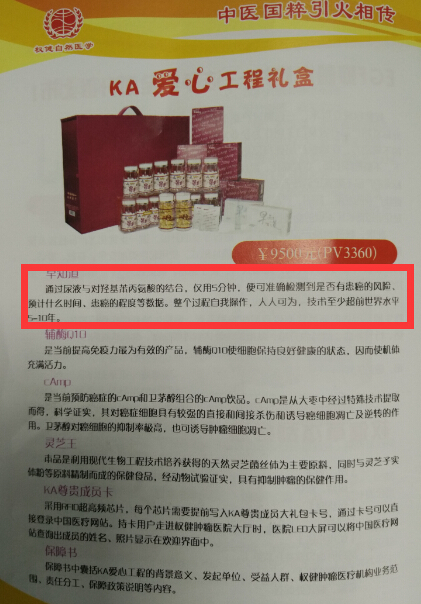 中医国粹引火相传
权健自然医学
KA 爱心工程礼盒
￥9500元(PV3360)
早知道
通过尿液与对羟基苯丙氨酸的结合，仅用5分钟，便可准确检测到是否有患癌的风险，
预计什么时间、患癌的程度等数据。整个过程自我操作，人人可为，技术至少超前世界水平
5-10年。
辅酶Q10
是当前提高免疫力最为有效的产品，辅酶Q10使细胞保持良好健康的状态，因而使机体
充满活力。
cAmp
是当前预防癌症的cAmp和卫茅醇组合的cAmp饮品。cAmp是从大枣中经过特殊技术提取
而得，科学证实，其对癌症细胞具有较强的直接和间接杀伤和诱导癌细胞凋亡及逆转的作
用。卫茅醇对癌细胞的抑制率极高，也可诱导肿瘤细胞凋亡。
灵芝王
本品是利用现代生物工程技术培养获得的天然灵芝菌丝体为主要原料，同时与灵芝子实
体粉等原料精制而成的保健食品，经动物试验证实，具有抑制肿瘤的保健作用。
KA尊贵成员卡
采用RFID超高频芯片，每个芯片需要提前写入KA尊贵成员大礼包卡号，通过卡号可以直
接登录中国医疗网站。持卡用户走进权健肿瘤医院大厅时，医院LED大屏可以将中国医疗网
站查询出成员的姓名、照片显示在欢迎界面中。
保障书
保障书中囊括KA爱心工程的背景意义、发起单位、受益人群、权健肿瘤医疗机构业务范
围、责任分工、保障政策说明等内容。